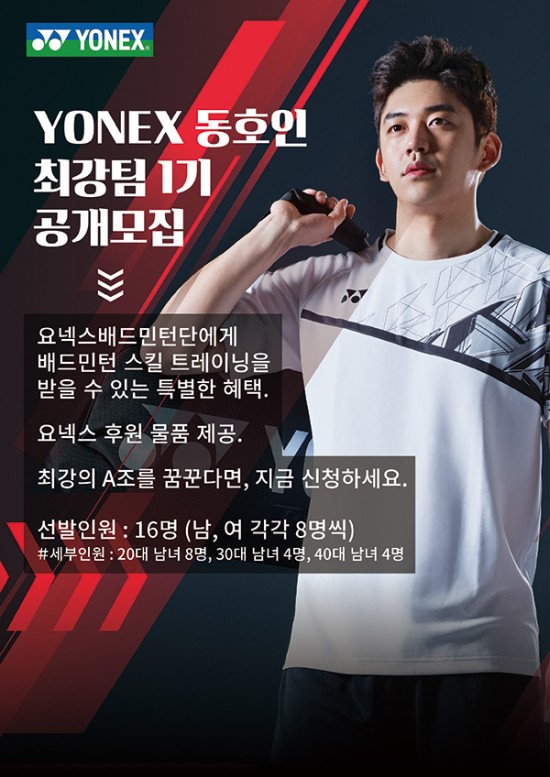 YONEX
YONEX 동호인
최강팀 1기
공개모집
요넥스배드민턴단에게
배드민턴 스킬 트레이닝을
받을 수 있는 특별한 혜택.
요넥스 후원 물품 제공.
최강의 A조를 꿈꾼다면, 지금 신청하세요.
선발인원 : 16명 (남, 여 각각 8명씩)
#세부인원 : 20대 남녀 8명, 30대 남녀 4명, 40대 남녀 4명